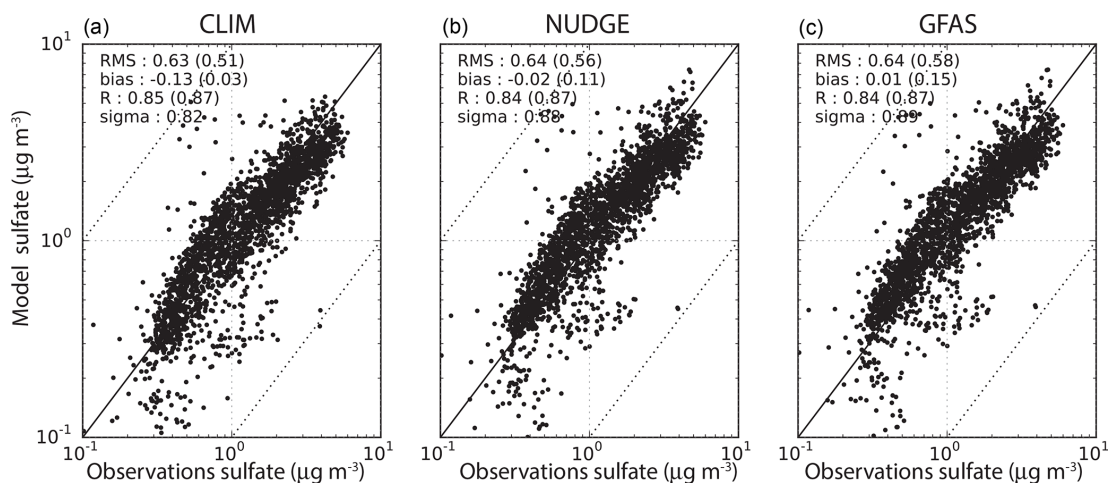 (a) CLIM
(b) NUDGE
(c) GFAS
RMS : 0.63 (0.51)
bias : -0.13 (0.03)
R : 0.85 (0.87)
sigma : 0.82
RMS : 0.64 (0.56)
bias : -0.02 (0.11)
R : 0.84 (0.87)
sigma : 0.88
RMS : 0.64 (0.58)
bias : 0.01 (0.15)
R : 0.84 (0.87)
sigma : 0.89
Model sulfate (μg m⁻³)
10¹
10⁰
10⁻¹
10⁻¹ 10⁰ 10¹
10⁻¹ 10⁰ 10¹
10⁻¹ 10⁰ 10¹
Observations sulfate (μg m⁻³)
Observations sulfate (μg m⁻³)
Observations sulfate (μg m⁻³)